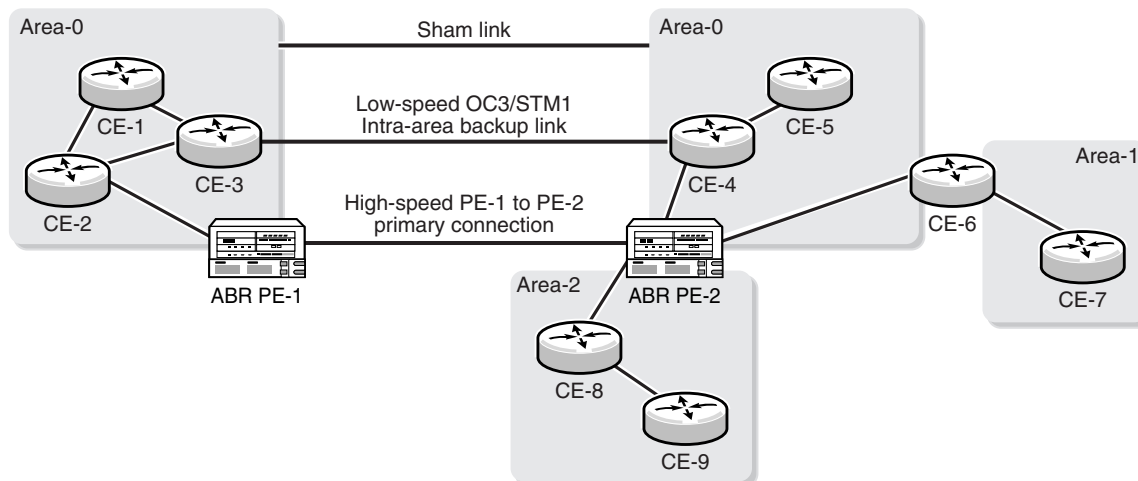 Area-0
Sham link
Area-0
Low-speed OC3/STM1
Intra-area backup link
CE-1
CE-5
Area-1
CE-3
CE-4
CE-2
High-speed PE-1 to PE-2
primary connection
CE-6
ABR PE-1
Area-2
ABR PE-2
CE-7
CE-8
CE-9